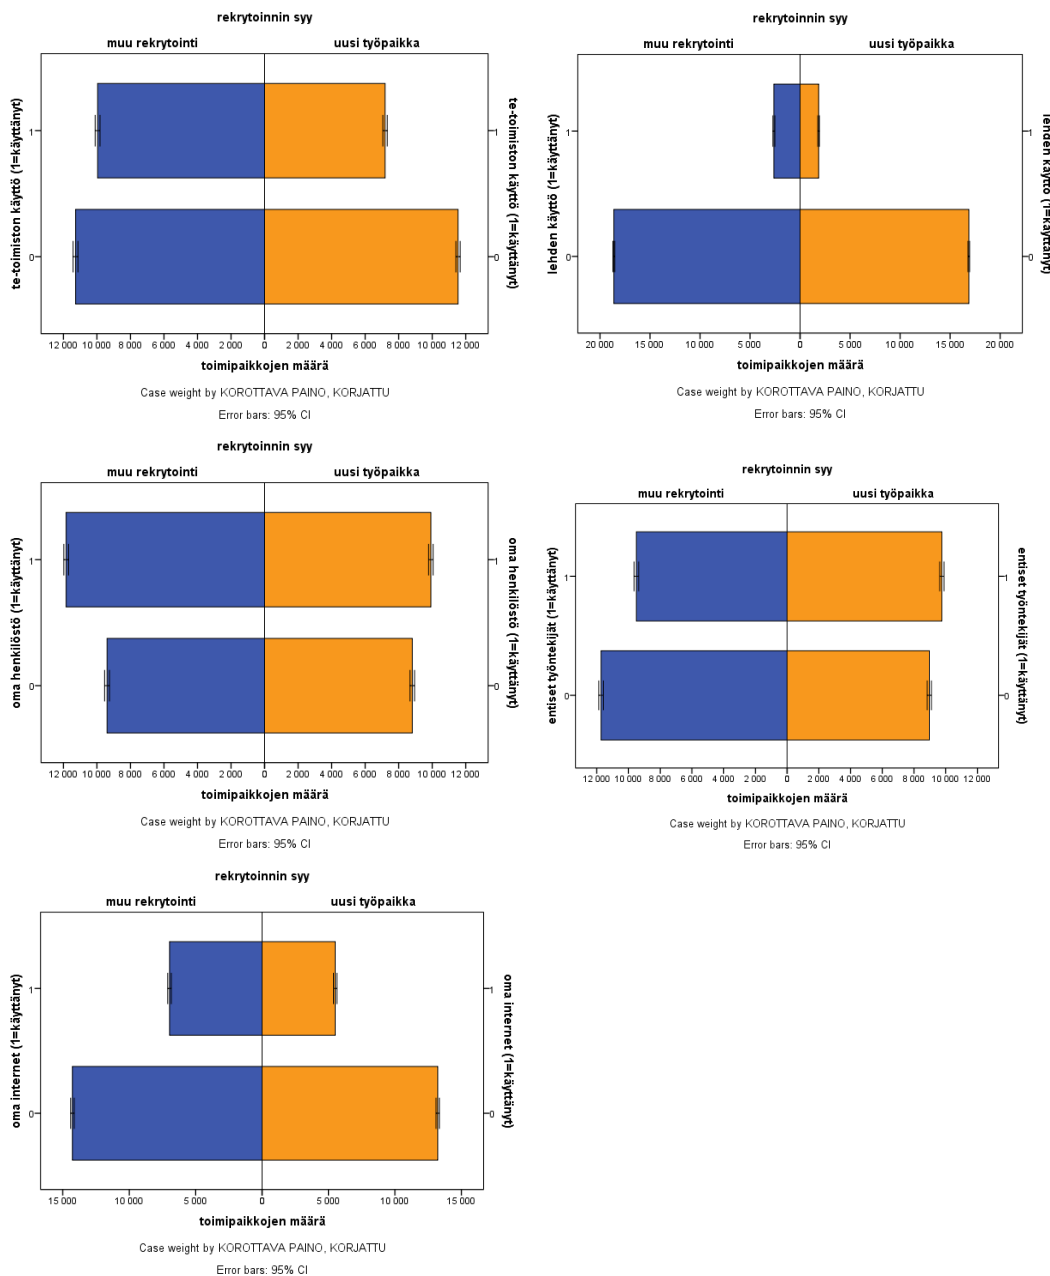 rekrytoinnin syy
muu rekrytointi
uusi työpaikka
te-toimiston käyttö (1=käyttänyt)
1
0
1
0
te-toimiston käyttö (1=käyttänyt)
12 000 10 000 8 000 6 000 4 000 2 000 0 2 000 4 000 6 000 8 000 10 000 12 000
toimipaikkojen määrä
Case weight by KOROTTAVA PAINO, KORJATTU
Error bars: 95% CI
rekrytoinnin syy
muu rekrytointi
uusi työpaikka
lehden käyttö (1=käyttänyt)
1
0
1
0
lehden käyttö (1=käyttänyt)
20 000 15 000 10 000 5 000 0 5 000 10 000 15 000 20 000
toimipaikkojen määrä
Case weight by KOROTTAVA PAINO, KORJATTU
Error bars: 95% CI
rekrytoinnin syy
muu rekrytointi
uusi työpaikka
oma henkilöstö (1=käyttänyt)
1
0
1
0
oma henkilöstö (1=käyttänyt)
12 000 10 000 8 000 6 000 4 000 2 000 0 2 000 4 000 6 000 8 000 10 000 12 000
toimipaikkojen määrä
Case weight by KOROTTAVA PAINO, KORJATTU
Error bars: 95% CI
rekrytoinnin syy
muu rekrytointi
uusi työpaikka
entiset työntekijät (1=käyttänyt)
1
0
1
0
entiset työntekijät (1=käyttänyt)
12 000 10 000 8 000 6 000 4 000 2 000 0 2 000 4 000 6 000 8 000 10 000 12 000
toimipaikkojen määrä
Case weight by KOROTTAVA PAINO, KORJATTU
Error bars: 95% CI
rekrytoinnin syy
muu rekrytointi
uusi työpaikka
oma internet (1=käyttänyt)
1
0
1
0
oma internet (1=käyttänyt)
15 000 10 000 5 000 0 5 000 10 000 15 000
toimipaikkojen määrä
Case weight by KOROTTAVA PAINO, KORJATTU
Error bars: 95% CI